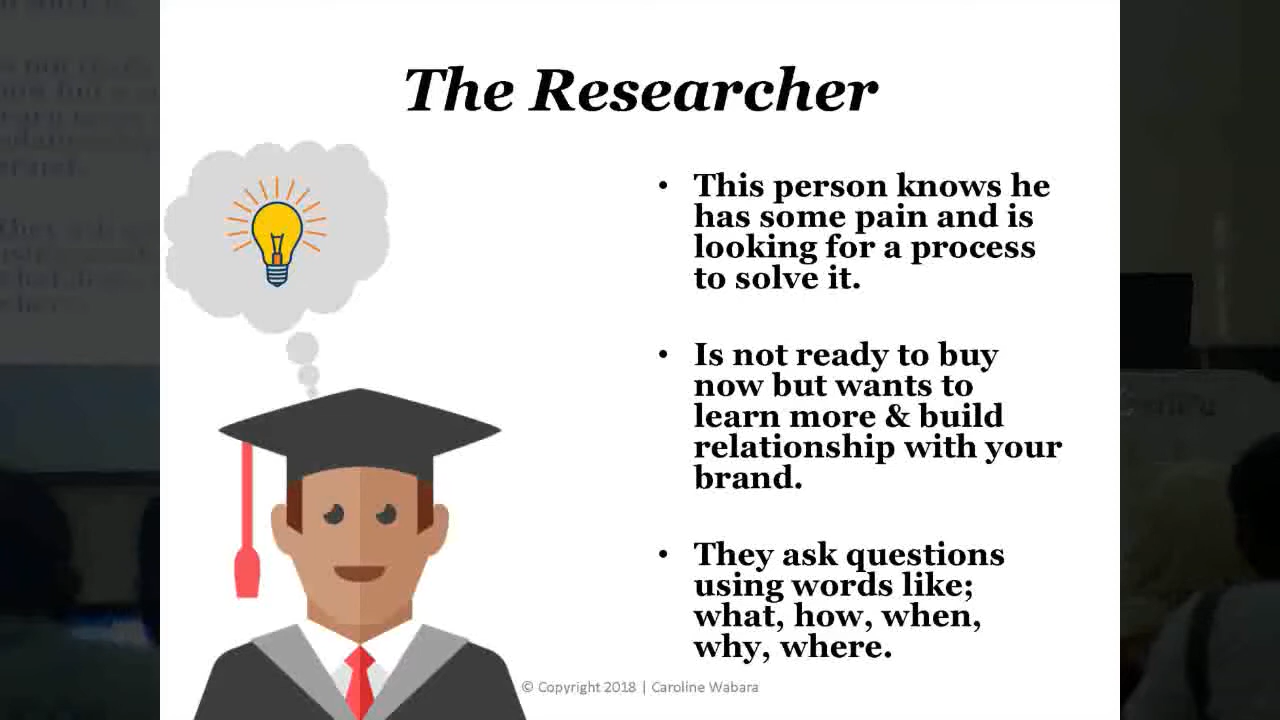 The Researcher
• This person knows he
has some pain and is
looking for a process
to solve it.
• Is not ready to buy
now but wants to
learn more & build
relationship with your
brand.
• They ask questions
using words like;
what, how, when,
why, where.
© Copyright 2018 | Caroline Wabara